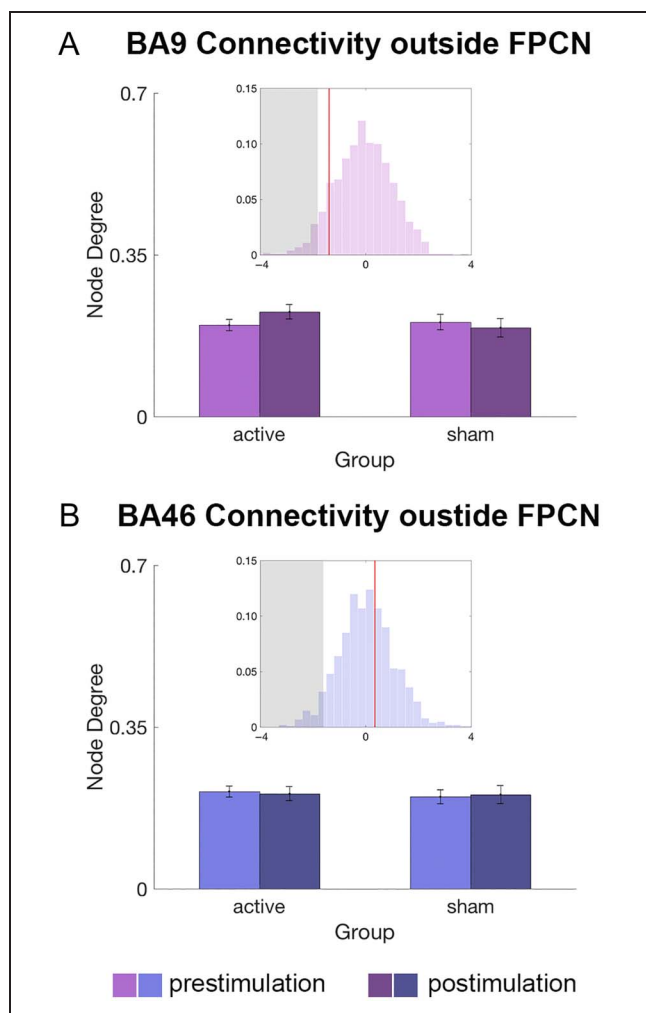 A BA9 Connectivity outside FPCN
0.7
0.35
0
Node Degree
0.15
0.10
0.05
0
−4 0 4
active sham
Group
B BA46 Connectivity oustide FPCN
0.7
0.35
0
Node Degree
0.15
0.10
0.05
0
−4 0 4
active sham
Group
prestimulation postimulation